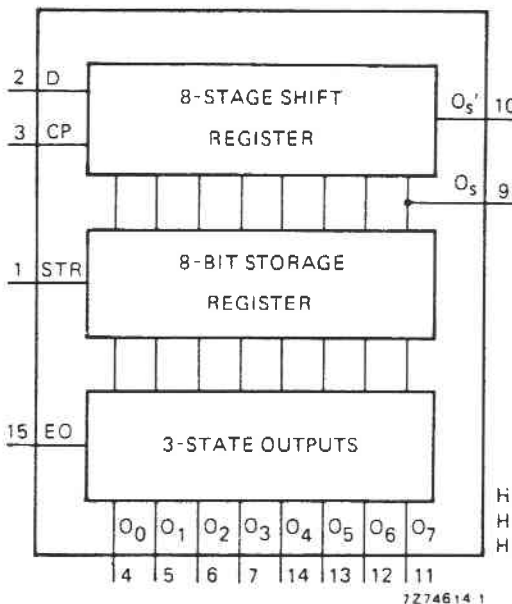 2 D
8-STAGE SHIFT
REGISTER
Os' 10
3 CP
Os 9
8-BIT STORAGE
REGISTER
1 STR
3-STATE OUTPUTS
15 EO
O0 O1 O2 O3 O4 O5 O6 O7
4 5 6 7 14 13 12 11
H
H
H
7Z74614.1